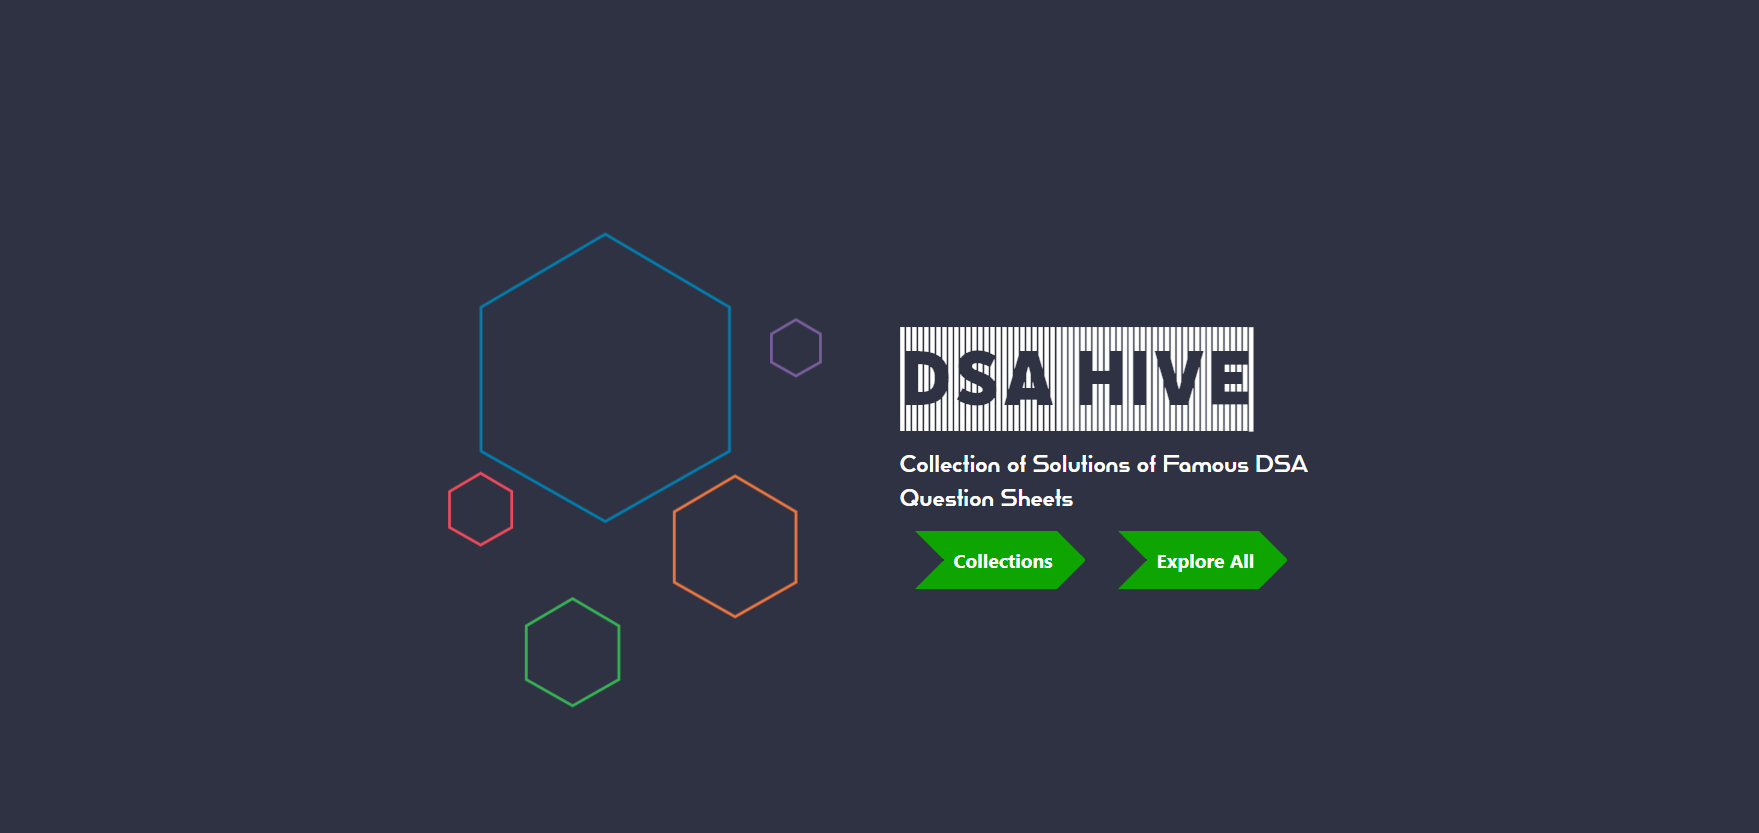 DSA HIVE
Collection of Solutions of Famous DSA
Question Sheets
Collections
Explore All